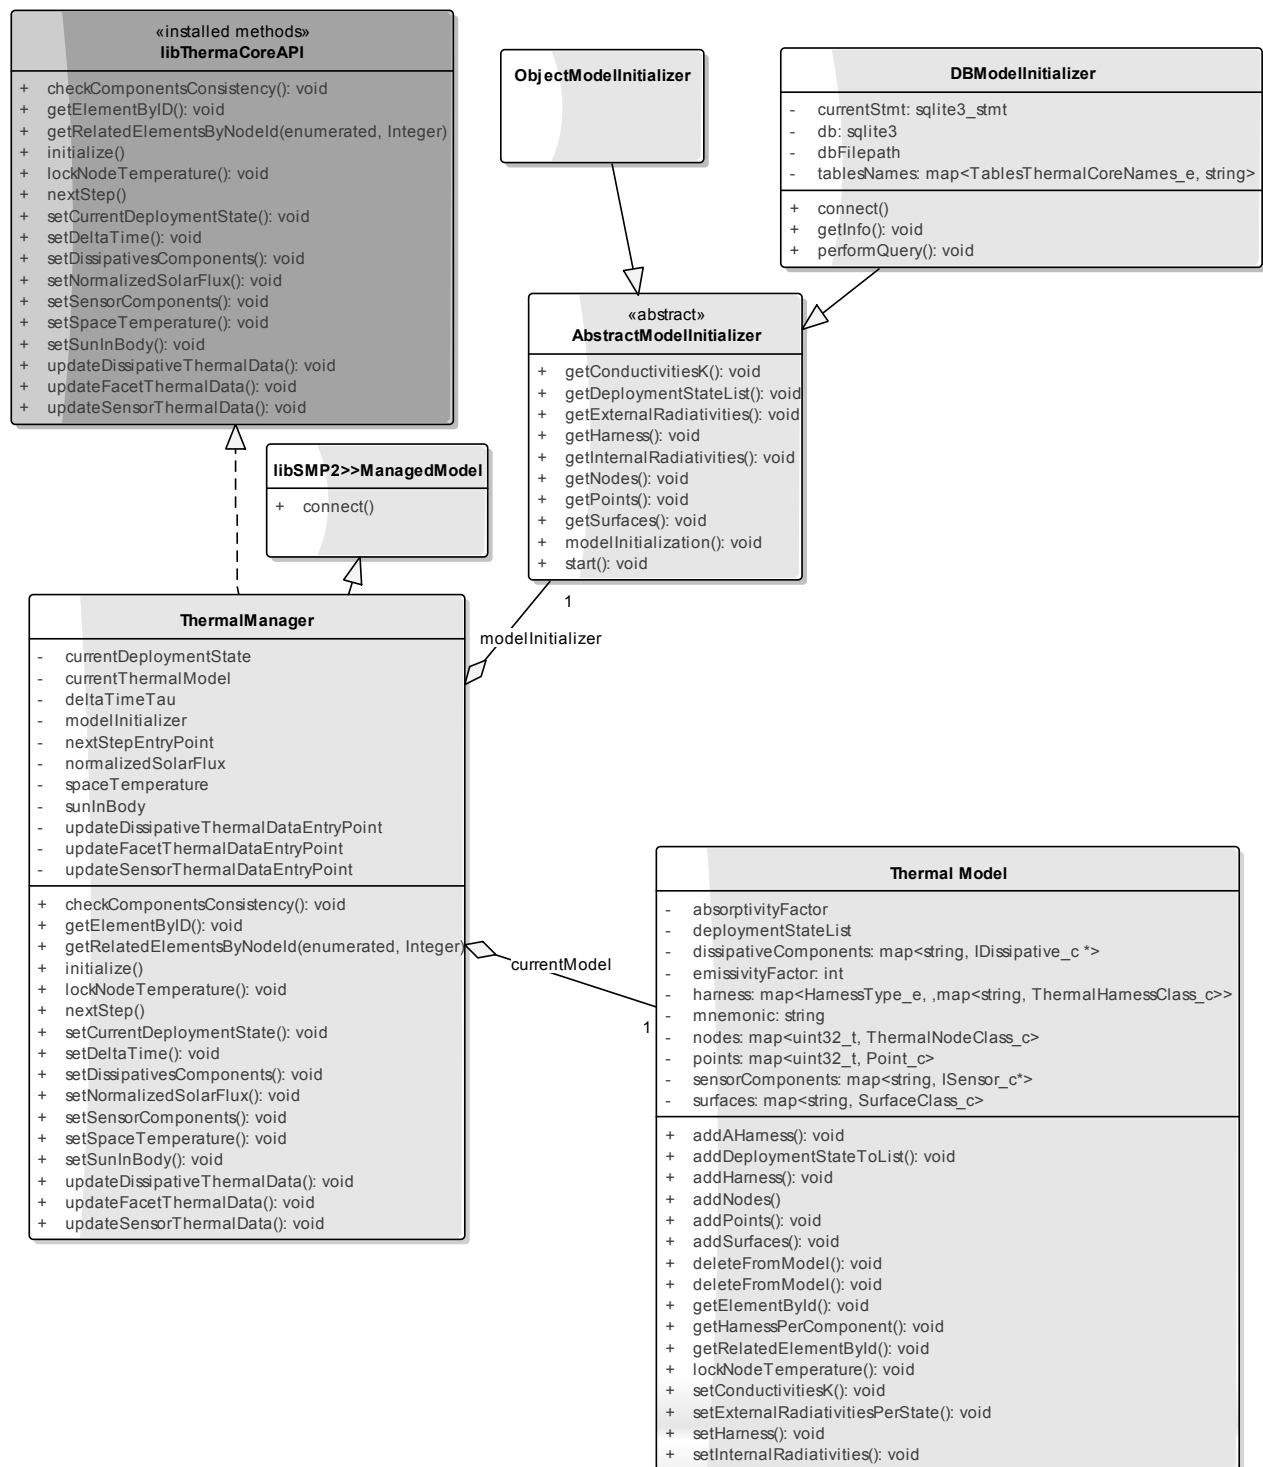 «installed methods»
libThermaCoreAPI
+ checkComponentsConsistency(): void
+ getElementByID(): void
+ getRelatedElementsByNodeId(enumerated, Integer)
+ initialize()
+ lockNodeTemperature(): void
+ nextStep()
+ setCurrentDeploymentState(): void
+ setDeltaTime(): void
+ setDissipativesComponents(): void
+ setNormalizedSolarFlux(): void
+ setSensorComponents(): void
+ setSpaceTemperature(): void
+ setSunInBody(): void
+ updateDissipativeThermalData(): void
+ updateFacetThermalData(): void
+ updateSensorThermalData(): void
ObjectModelInitializer
DBModelInitializer
- currentStmt: sqlite3_stmt
- db: sqlite3
- dbFilepath
- tablesNames: map<TablesThermalCoreNames_e, string>
+ connect()
+ getInfo(): void
+ performQuery(): void
«abstract»
AbstractModelInitializer
+ getConductivitiesK(): void
+ getDeploymentStateList(): void
+ getExternalRadiativities(): void
+ getHarness(): void
+ getInternalRadiativities(): void
+ getNodes(): void
+ getPoints(): void
+ getSurfaces(): void
+ modelInitialization(): void
+ start(): void
libSMP2>>ManagedModel
+ connect()
1
modelInitializer
ThermalManager
- currentDeploymentState
- currentThermalModel
- deltaTimeTau
- modelInitializer
- nextStepEntryPoint
- normalizedSolarFlux
- spaceTemperature
- sunInBody
- updateDissipativeThermalDataEntryPoint
- updateFacetThermalDataEntryPoint
- updateSensorThermalDataEntryPoint
+ checkComponentsConsistency(): void
+ getElementByID(): void
+ getRelatedElementsByNodeId(enumerated, Integer)
+ initialize()
+ lockNodeTemperature(): void
+ nextStep()
+ setCurrentDeploymentState(): void
+ setDeltaTime(): void
+ setDissipativesComponents(): void
+ setNormalizedSolarFlux(): void
+ setSensorComponents(): void
+ setSpaceTemperature(): void
+ setSunInBody(): void
+ updateDissipativeThermalData(): void
+ updateFacetThermalData(): void
+ updateSensorThermalData(): void
currentModel
1
Thermal Model
- absorptivityFactor
- deploymentStateList
- dissipativeComponents: map<string, IDissipative_c *>
- emissivityFactor: int
- harness: map<HarnessType_e, ,map<string, ThermalHarnessClass_c>>
- mnemonic: string
- nodes: map<uint32_t, ThermalNodeClass_c>
- points: map<uint32_t, Point_c>
- sensorComponents: map<string, ISensor_c*>
- surfaces: map<string, SurfaceClass_c>
+ addAHarness(): void
+ addDeploymentStateToList(): void
+ addHarness(): void
+ addNodes()
+ addPoints(): void
+ addSurfaces(): void
+ deleteFromModel(): void
+ deleteFromModel(): void
+ getElementById(): void
+ getHarnessPerComponent(): void
+ getRelatedElementById(): void
+ lockNodeTemperature(): void
+ setConductivitiesK(): void
+ setExternalRadiativitiesPerState(): void
+ setHarness(): void
+ setInternalRadiativities(): void